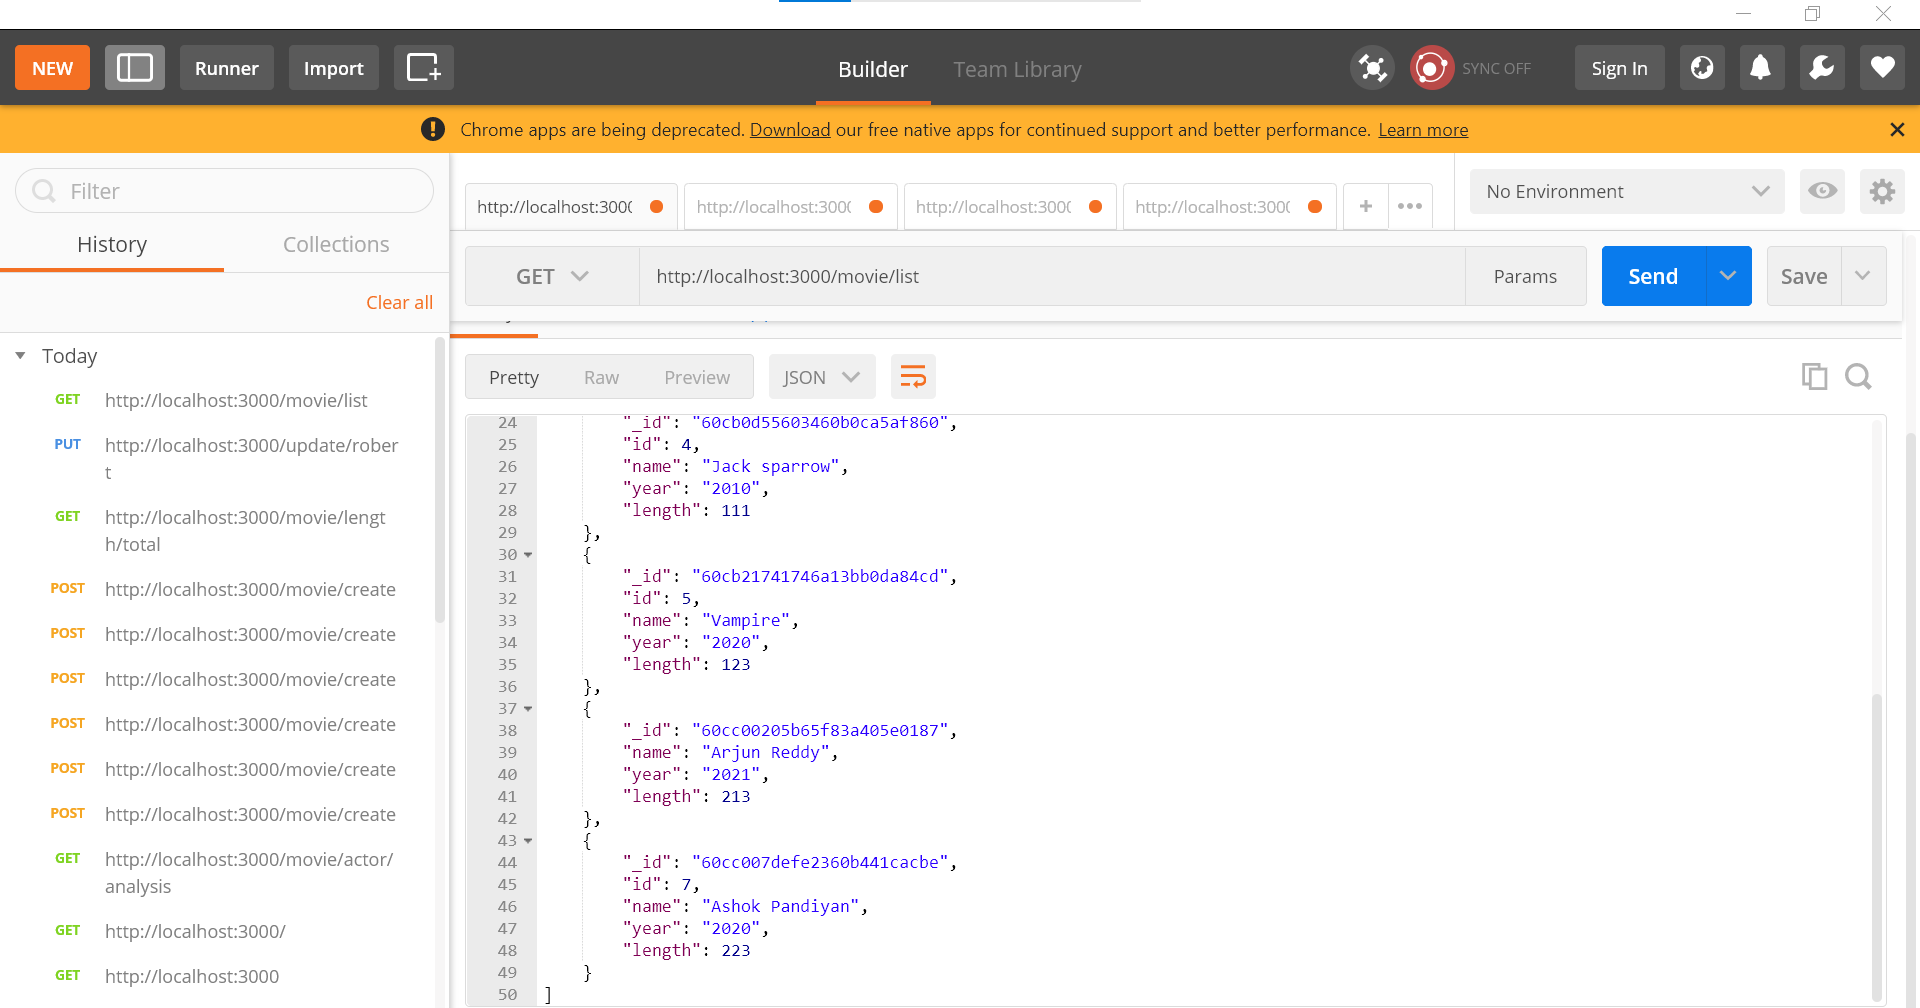 NEW
Runner
Import
Builder
Team Library
SYNC OFF
Sign In
Chrome apps are being deprecated. Download our free native apps for continued support and better performance. Learn more
Filter
History
Collections
Clear all
Today
GET http://localhost:3000/movie/list
PUT http://localhost:3000/update/rober
t
GET http://localhost:3000/movie/lengt
h/total
POST http://localhost:3000/movie/create
POST http://localhost:3000/movie/create
POST http://localhost:3000/movie/create
POST http://localhost:3000/movie/create
POST http://localhost:3000/movie/create
POST http://localhost:3000/movie/create
GET http://localhost:3000/movie/actor/
analysis
GET http://localhost:3000/
GET http://localhost:3000
http://localhost:3000
http://localhost:3000
http://localhost:3000
http://localhost:3000
No Environment
GET
http://localhost:3000/movie/list
Params
Send
Save
Pretty
Raw
Preview
JSON
24 "_id": "60cb0d55603460b0ca5af860",
25 "id": 4,
26 "name": "Jack sparrow",
27 "year": "2010",
28 "length": 111
29 },
30 {
31 "_id": "60cb21741746a13bb0da84cd",
32 "id": 5,
33 "name": "Vampire",
34 "year": "2020",
35 "length": 123
36 },
37 {
38 "_id": "60cc00205b65f83a405e0187",
39 "name": "Arjun Reddy",
40 "year": "2021",
41 "length": 213
42 },
43 {
44 "_id": "60cc007defe2360b441cacbe",
45 "id": 7,
46 "name": "Ashok Pandiyan",
47 "year": "2020",
48 "length": 223
49 }
50 ]